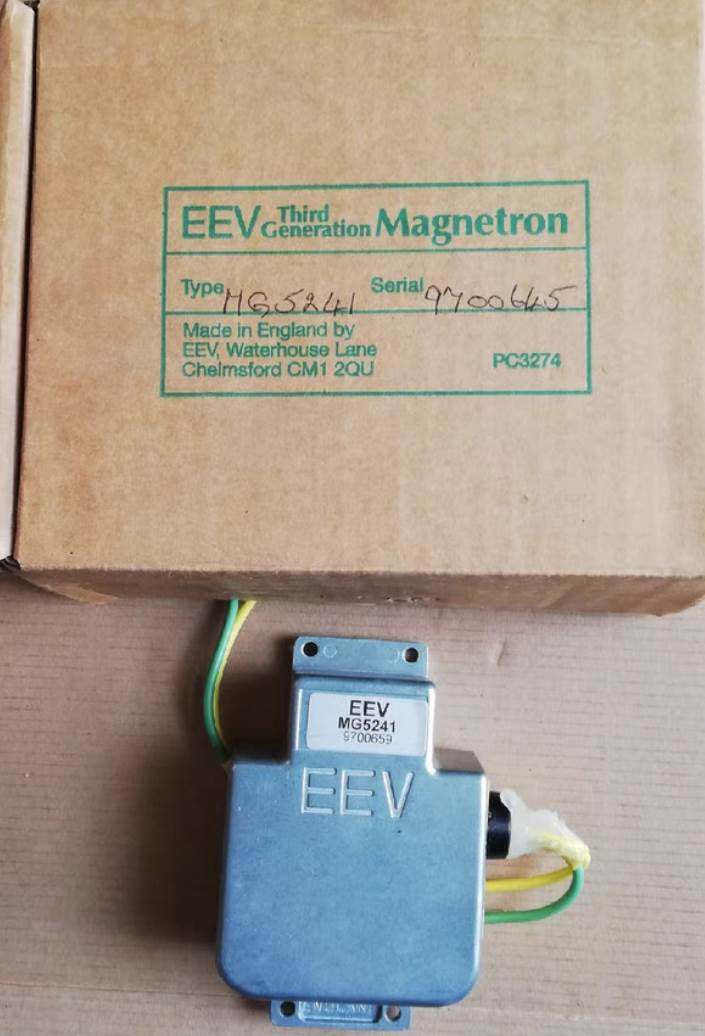 EEV Third Generation Magnetron
Type MG5241 Serial 9700645
Made in England by
EEV, Waterhouse Lane
Chelmsford CM1 2QU PC3274
EEV
MG5241
9700659
EEV
ENGLAND